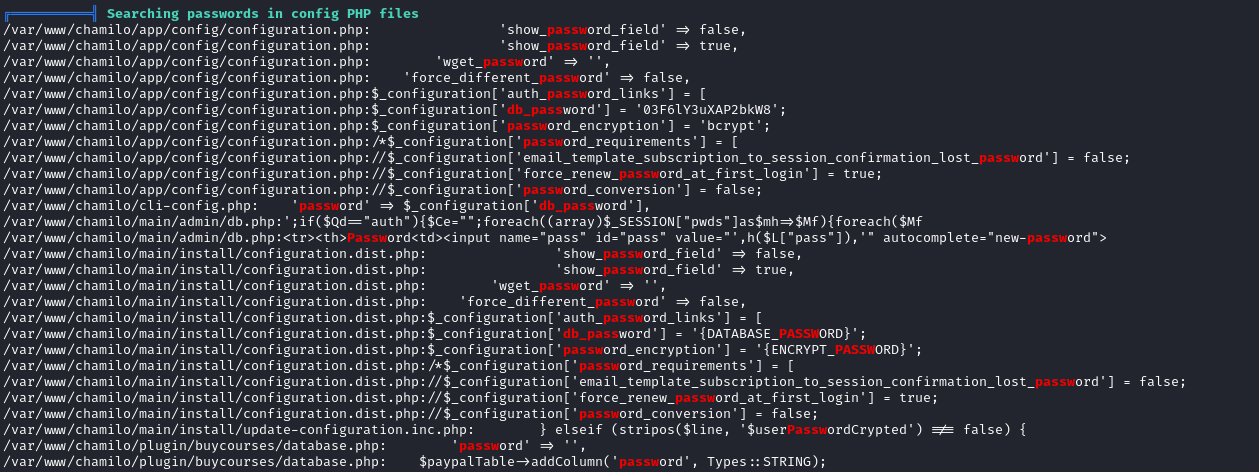 Searching passwords in config PHP files
/var/www/chamilo/app/config/configuration.php:                'show_password_field' => false,
/var/www/chamilo/app/config/configuration.php:                'show_password_field' => true,
/var/www/chamilo/app/config/configuration.php:        'wget_password' => '',
/var/www/chamilo/app/config/configuration.php:    'force_different_password' => false,
/var/www/chamilo/app/config/configuration.php:$_configuration['auth_password_links'] = [
/var/www/chamilo/app/config/configuration.php:$_configuration['db_password'] = '03F6lY3uXAP2bkW8';
/var/www/chamilo/app/config/configuration.php:$_configuration['password_encryption'] = 'bcrypt';
/var/www/chamilo/app/config/configuration.php:/*$_configuration['password_requirements'] = [
/var/www/chamilo/app/config/configuration.php://$_configuration['email_template_subscription_to_session_confirmation_lost_password'] = false;
/var/www/chamilo/app/config/configuration.php://$_configuration['force_renew_password_at_first_login'] = true;
/var/www/chamilo/app/config/configuration.php://$_configuration['password_conversion'] = false;
/var/www/chamilo/cli-config.php:    'password' => $_configuration['db_password'],
/var/www/chamilo/main/admin/db.php:';if($Qd=="auth"){$Ce="";foreach((array)$_SESSION["pwds"]as$mh=>$Mf){foreach($Mf
/var/www/chamilo/main/admin/db.php:<tr><th>Password<td><input name="pass" id="pass" value="',h($L["pass"]),'" autocomplete="new-password">
/var/www/chamilo/main/install/configuration.dist.php:                'show_password_field' => false,
/var/www/chamilo/main/install/configuration.dist.php:                'show_password_field' => true,
/var/www/chamilo/main/install/configuration.dist.php:        'wget_password' => '',
/var/www/chamilo/main/install/configuration.dist.php:    'force_different_password' => false,
/var/www/chamilo/main/install/configuration.dist.php:$_configuration['auth_password_links'] = [
/var/www/chamilo/main/install/configuration.dist.php:$_configuration['db_password'] = '{DATABASE_PASSWORD}';
/var/www/chamilo/main/install/configuration.dist.php:$_configuration['password_encryption'] = '{ENCRYPT_PASSWORD}';
/var/www/chamilo/main/install/configuration.dist.php:/*$_configuration['password_requirements'] = [
/var/www/chamilo/main/install/configuration.dist.php://$_configuration['email_template_subscription_to_session_confirmation_lost_password'] = false;
/var/www/chamilo/main/install/configuration.dist.php://$_configuration['force_renew_password_at_first_login'] = true;
/var/www/chamilo/main/install/configuration.dist.php://$_configuration['password_conversion'] = false;
/var/www/chamilo/main/install/update-configuration.inc.php:        } elseif (stripos($line, '$userPasswordCrypted') !== false) {
/var/www/chamilo/plugin/buycourses/database.php:        'password' => '',
/var/www/chamilo/plugin/buycourses/database.php:    $paypalTable->addColumn('password', Types::STRING);